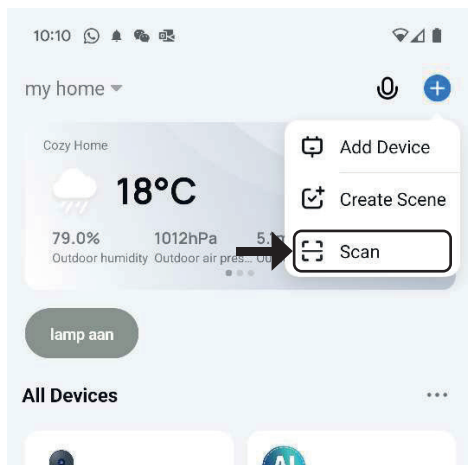 10:10
my home
Cozy Home
Add Device
18°C
Create Scene
79.0%
1012hPa
Outdoor humidity
Outdoor air pres...
Scan
lamp aan
All Devices
AI